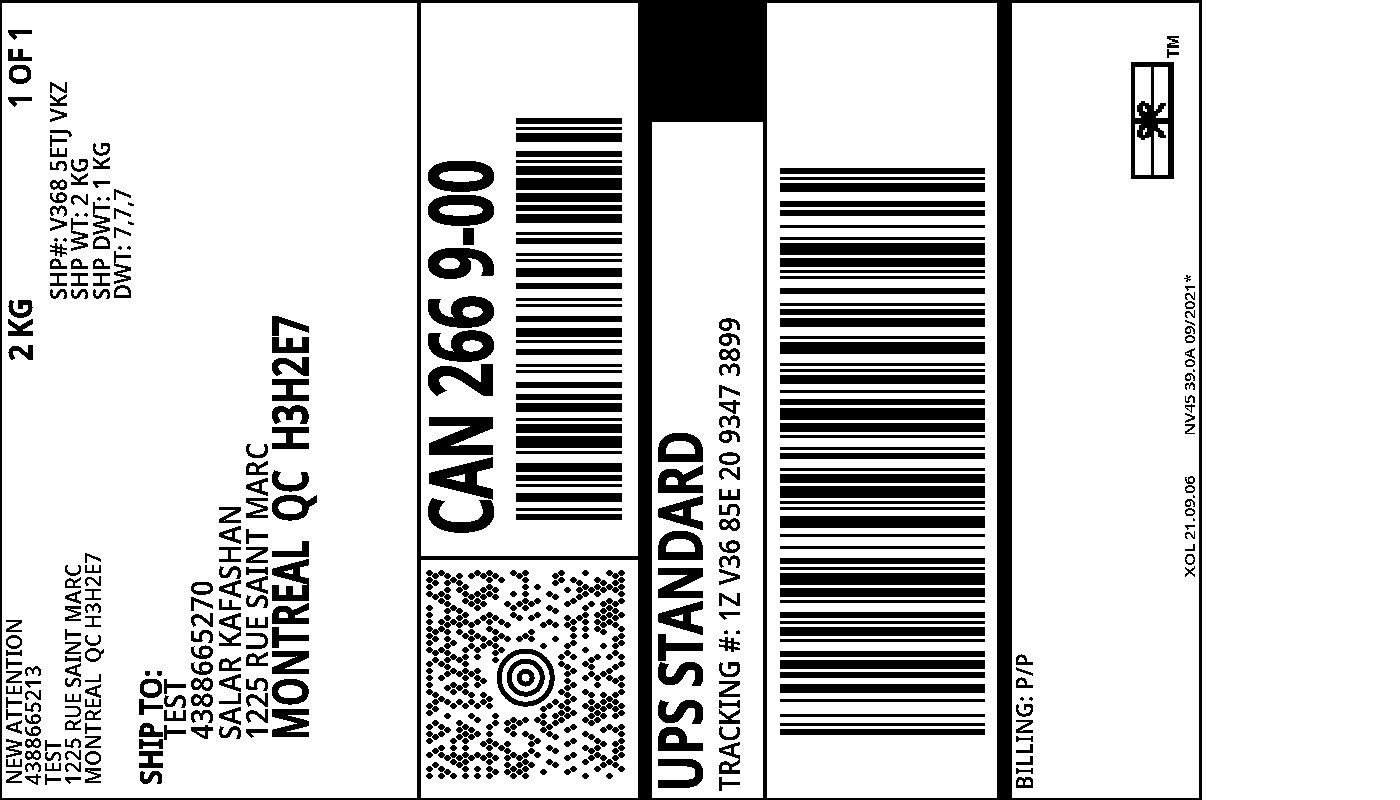 NEW ATTENTION
4388665213
TEST
1225 RUE SAINT MARC
MONTREAL QC H3H2E7
2 KG
1 OF 1
SHP#: V368 5ETJ VKZ
SHP WT: 2 KG
SHP DWT: 1 KG
DWT: 7,7,7
SHIP TO:
TEST
4388665270
SALAR KAFASHAN
1225 RUE SAINT MARC
MONTREAL QC H3H2E7
CAN 266 9-00
UPS STANDARD
TRACKING #: 1Z V36 85E 20 9347 3899
BILLING: P/P
XOL 21.09.06 NV45 39.0A 09/2021*
TM